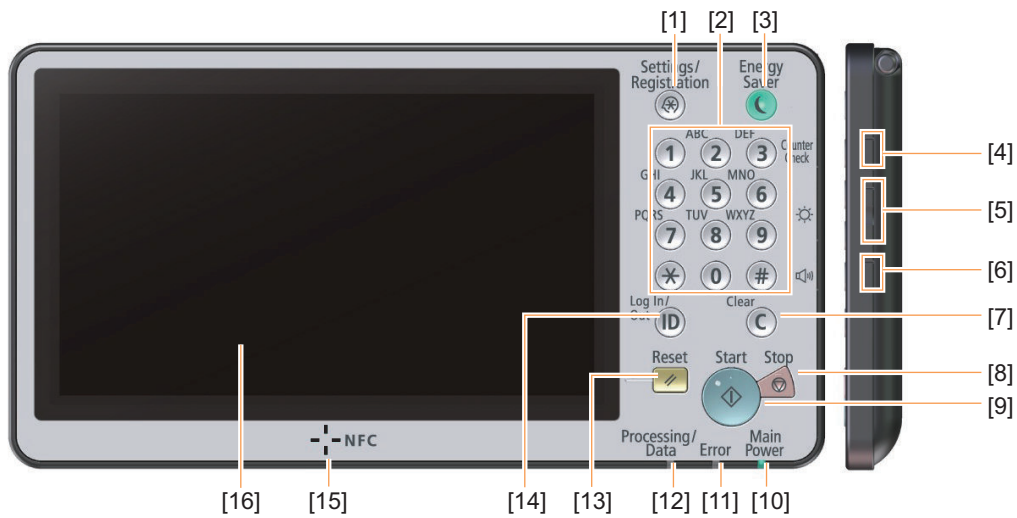 [1] [2] [3]
Settings/ Energy
Registration Saver
ABC DEF
1 2 3 Counter
Check
[4]
GHI JKL MNO
4 5 6
[5]
PQRS TUV WXYZ
7 8 9
[6]
0 #
Log In/ Clear
Out ID C
[7]
Reset Start Stop
[8]
[9]
NFC
Processing/ Main
Data Error Power
[16] [15] [14] [13] [12] [11] [10]